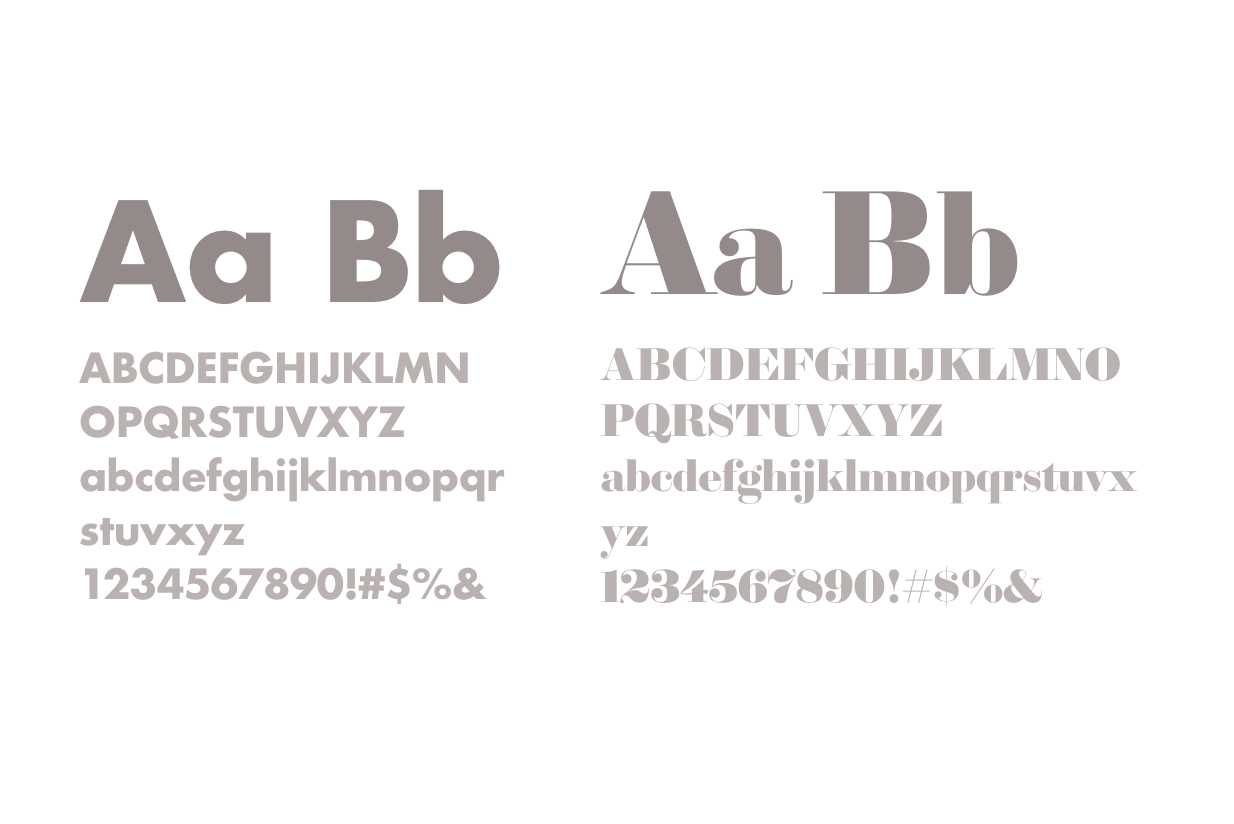 Aa Bb
ABCDEFGHIJKLMN
OPQRSTUVXYZ
abcdefghijklmnopqr
stuvxyz
1234567890!#$%&
Aa Bb
ABCDEFGHIJKLMNO
PQRSTUVXYZ
abcdefghijklmnopqrstuvx
yz
1234567890!#$%&